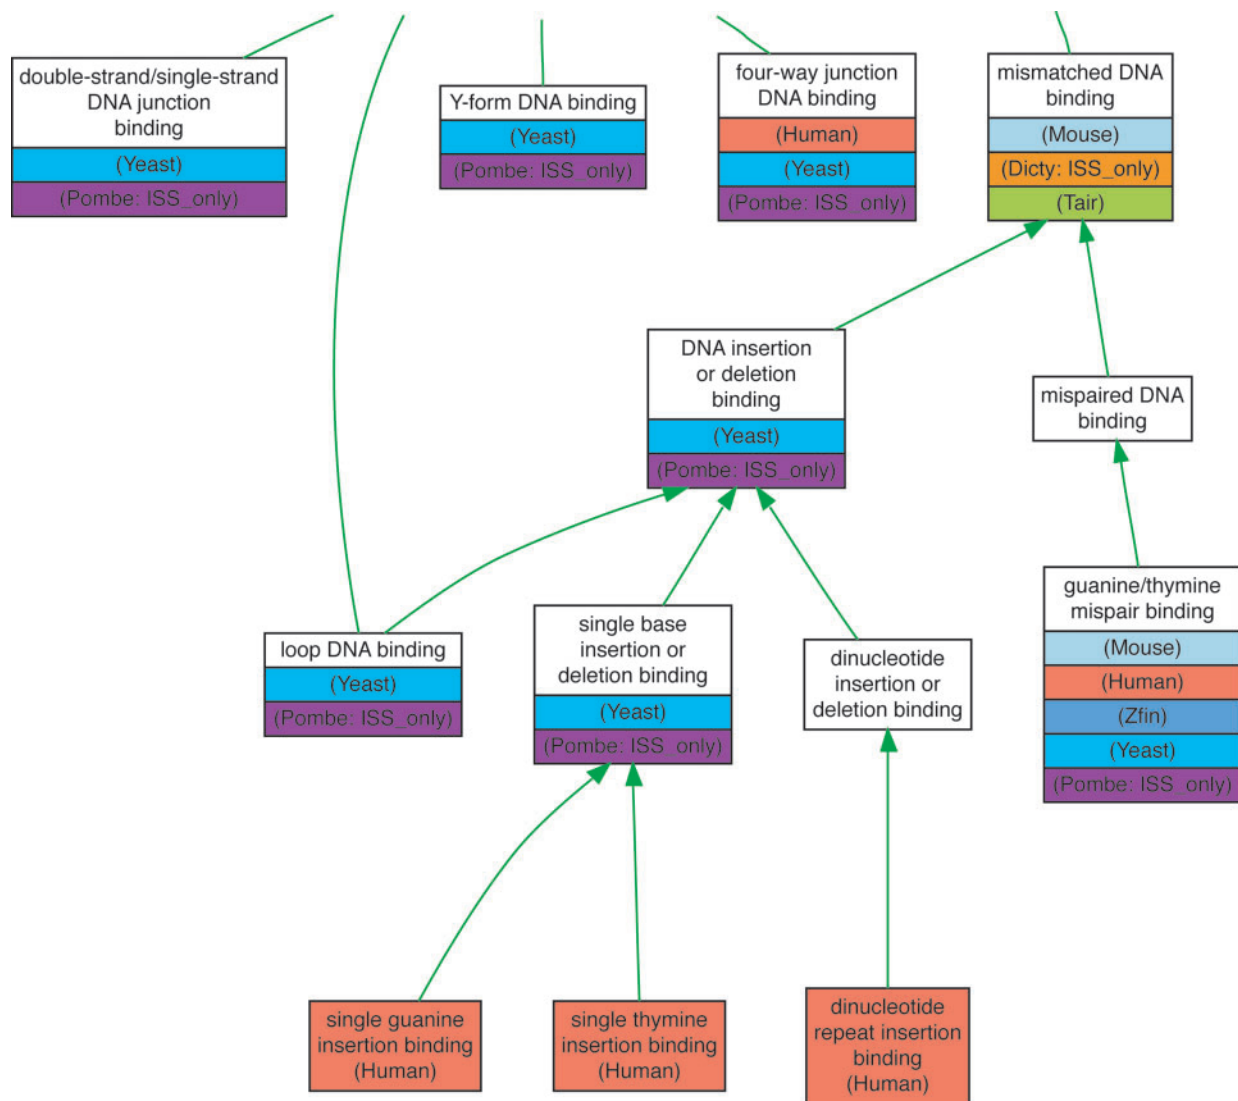 double-strand/single-strand
DNA junction
binding
(Yeast)
(Pombe: ISS_only)
Y-form DNA binding
(Yeast)
(Pombe: ISS_only)
four-way junction
DNA binding
(Human)
(Yeast)
(Pombe: ISS_only)
mismatched DNA
binding
(Mouse)
(Dicty: ISS_only)
(Tair)
DNA insertion
or deletion
binding
(Yeast)
(Pombe: ISS_only)
mispaired DNA
binding
loop DNA binding
(Yeast)
(Pombe: ISS_only)
single base
insertion or
deletion binding
(Yeast)
(Pombe: ISS_only)
dinucleotide
insertion or
deletion binding
guanine/thymine
mispair binding
(Mouse)
(Human)
(Zfin)
(Yeast)
(Pombe: ISS_only)
single guanine
insertion binding
(Human)
single thymine
insertion binding
(Human)
dinucleotide
repeat insertion
binding
(Human)